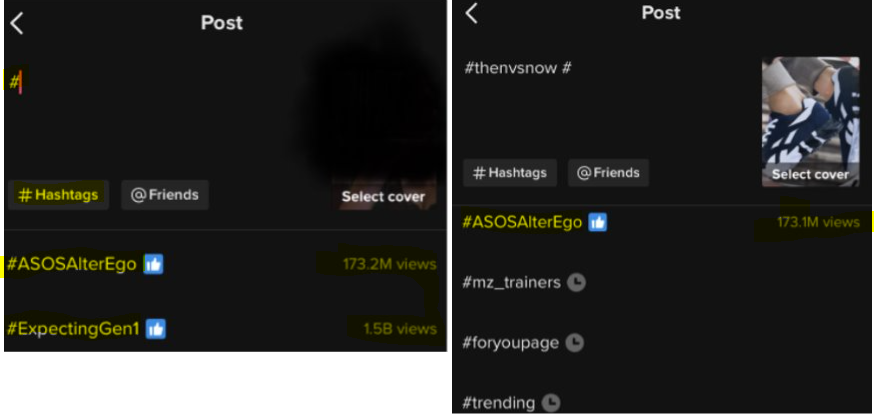 Post
#
# Hashtags
@ Friends
Select cover
#ASOSAlterEgo
173.2M views
#ExpectingGen1
1.5B views
Post
#thenvsnow #
# Hashtags
@ Friends
Select cover
#ASOSAlterEgo
173.1M views
#mz_trainers
#foryoupage
#trending